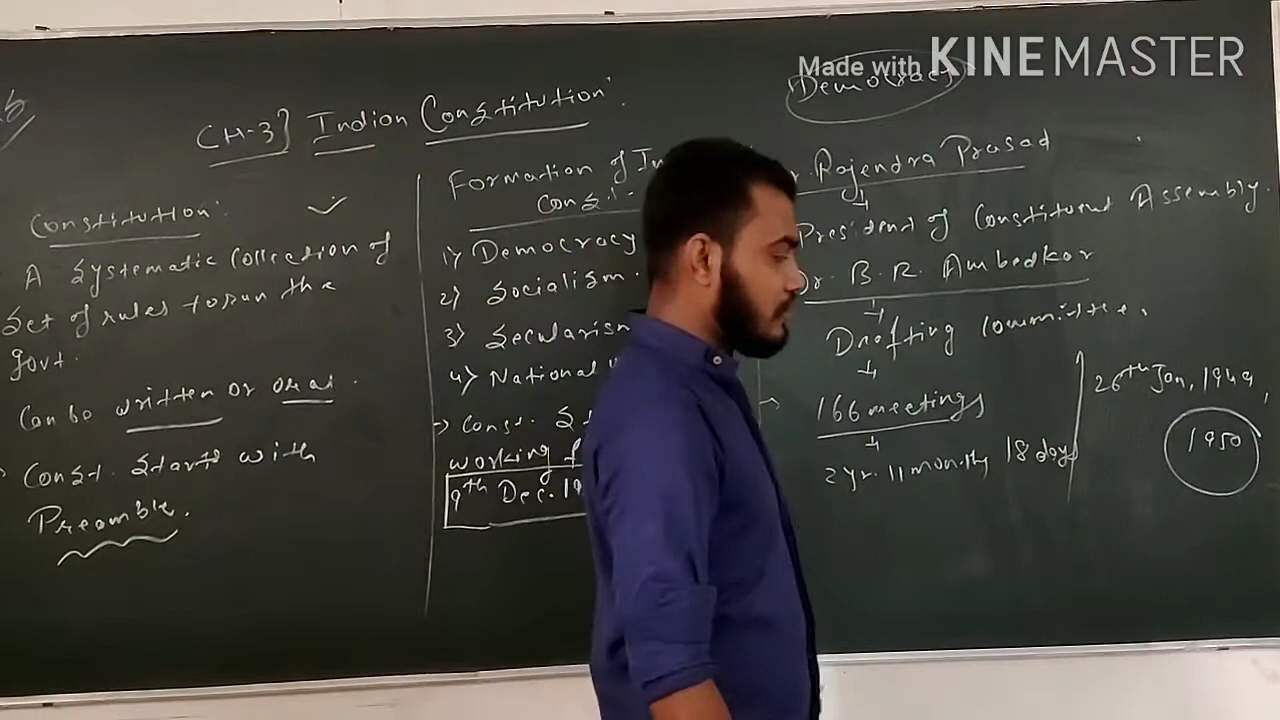 Made with KINEMASTER
Democracy
CH-3] Indian Constitution:
Constitution:
A systematic collection of
Set of rules to run the
govt.
Can be written or oral.
Const. starts with
Preamble.
Formation of In
Cons
1) Democracy
2) Socialism.
3) Secularism
4) National
→ Const.
working
9th Dec. 19
Rajendra Prasad
President of Constituent Assembly.
Dr B. R. Ambedkar
Drafting committee.
166 meetings
2 yr. 11 months 18 days
26th Jan, 1949,
1950